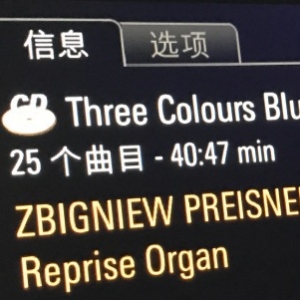 信息 选项
CD Three Colours Blu
25 个曲目 - 40:47 min
ZBIGNIEW PREISNE
Reprise Organ